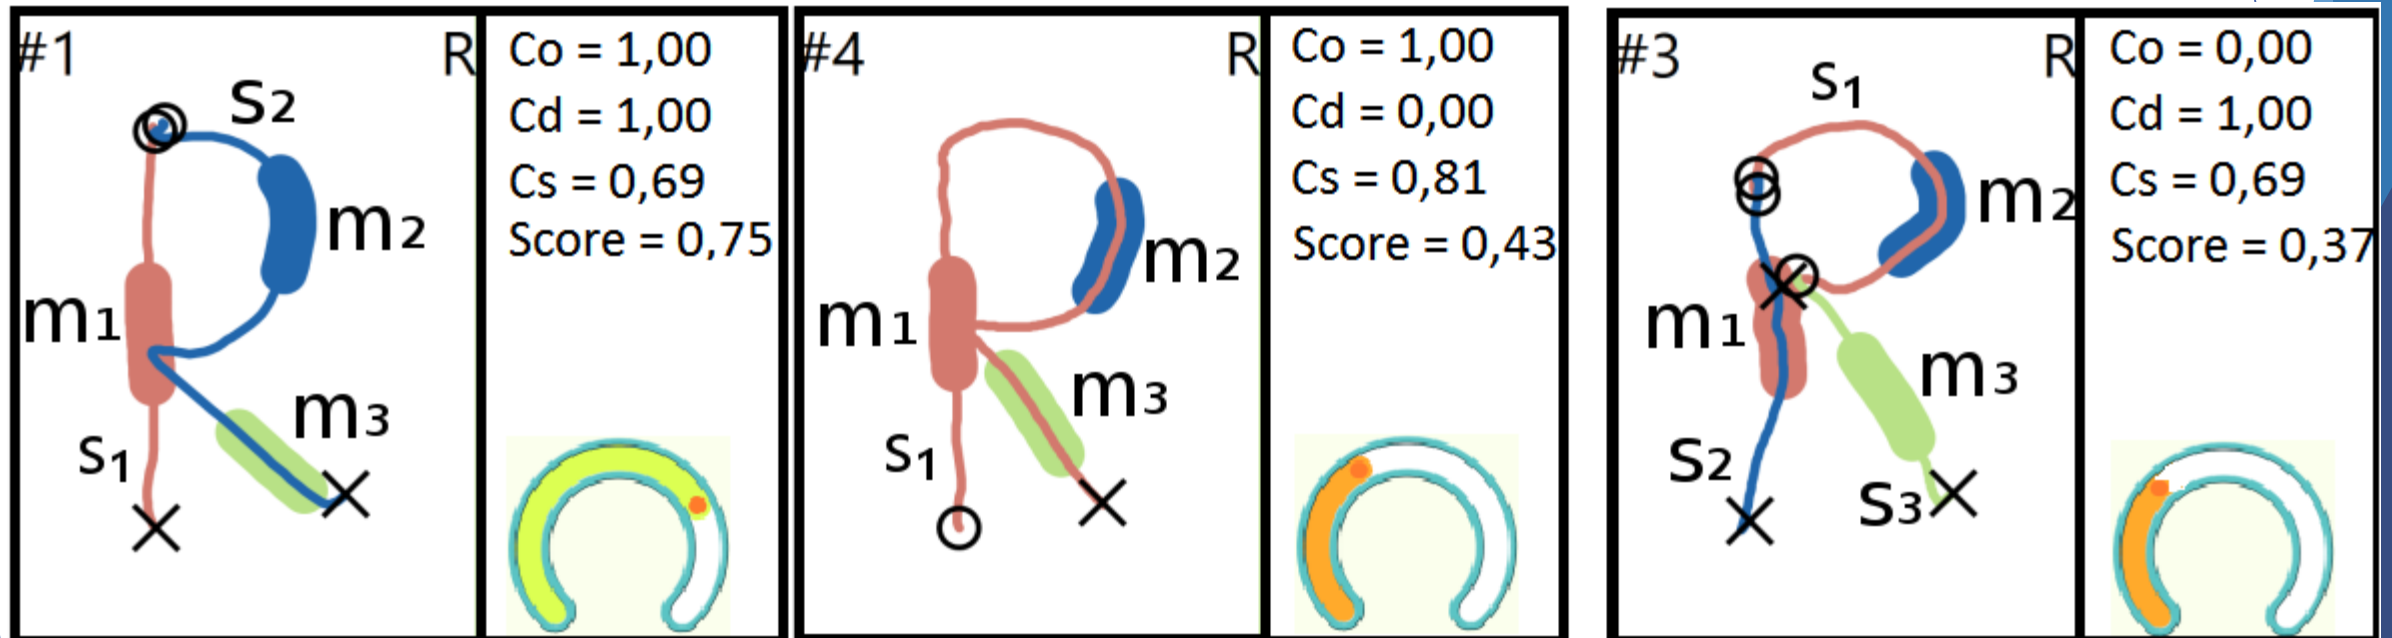 #1 R
s₂
m₂
m₁
m₃
s₁
Co = 1,00
Cd = 1,00
Cs = 0,69
Score = 0,75
#4 R
m₂
m₁
m₃
s₁
Co = 1,00
Cd = 0,00
Cs = 0,81
Score = 0,43
#3 R
s₁
m₂
m₁
m₃
s₂
s₃
Co = 0,00
Cd = 1,00
Cs = 0,69
Score = 0,37